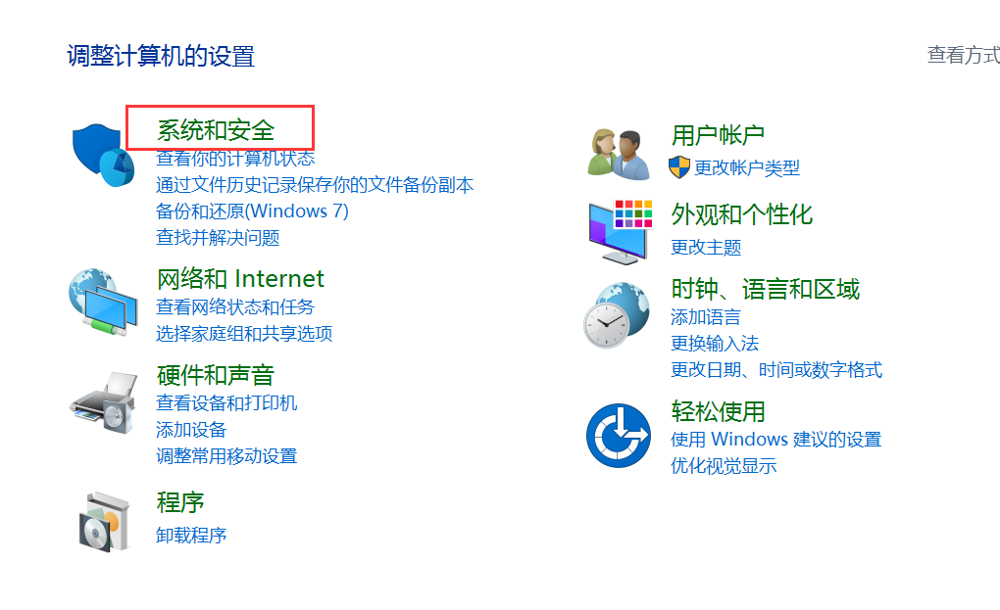 调整计算机的设置
查看方式
系统和安全
查看你的计算机状态
通过文件历史记录保存你的文件备份副本
备份和还原(Windows 7)
查找并解决问题
网络和 Internet
查看网络状态和任务
选择家庭组和共享选项
硬件和声音
查看设备和打印机
添加设备
调整常用移动设置
程序
卸载程序
用户帐户
更改帐户类型
外观和个性化
更改主题
时钟、语言和区域
添加语言
更换输入法
更改日期、时间或数字格式
轻松使用
使用 Windows 建议的设置
优化视觉显示